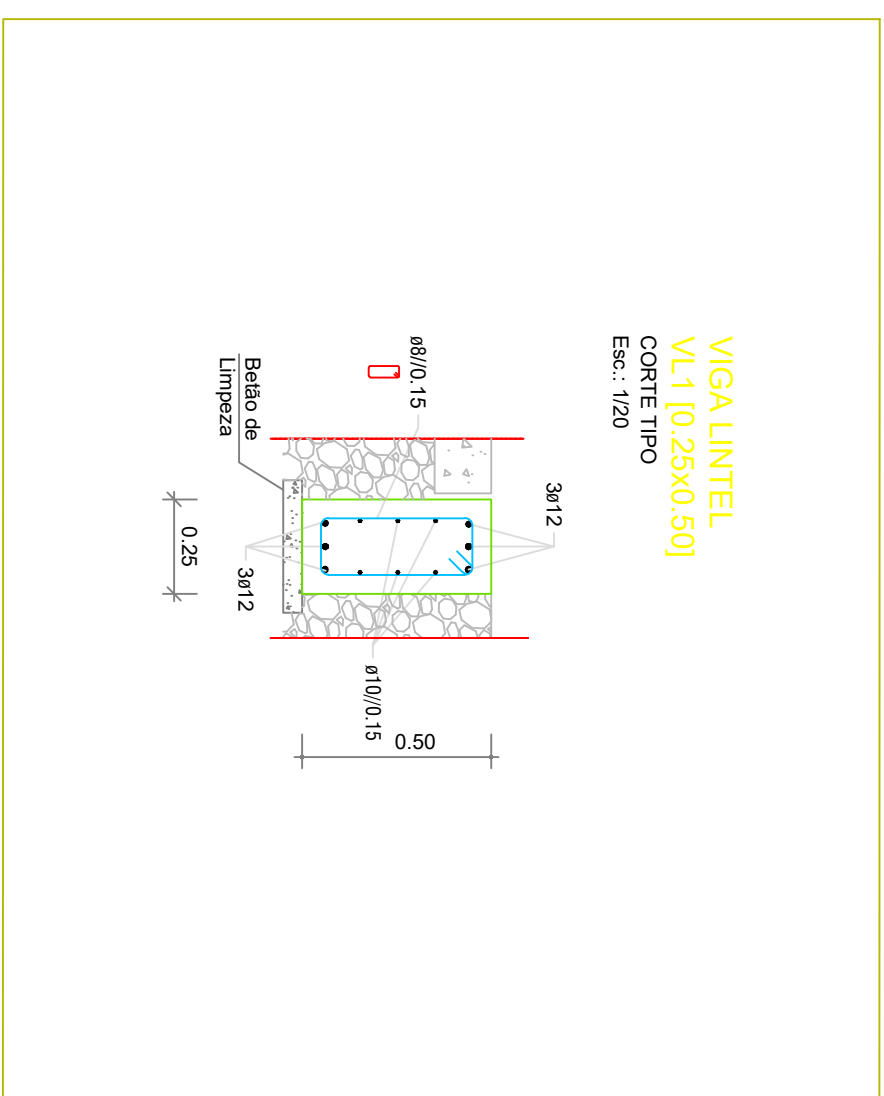 VIGA LINTEL
VL1 [0.25x0.50]
CORTE TIPO
Esc.: 1/20
3ø12
ø8//0.15
ø10//0.15
0.50
Betão de
Limpeza
3ø12
0.25